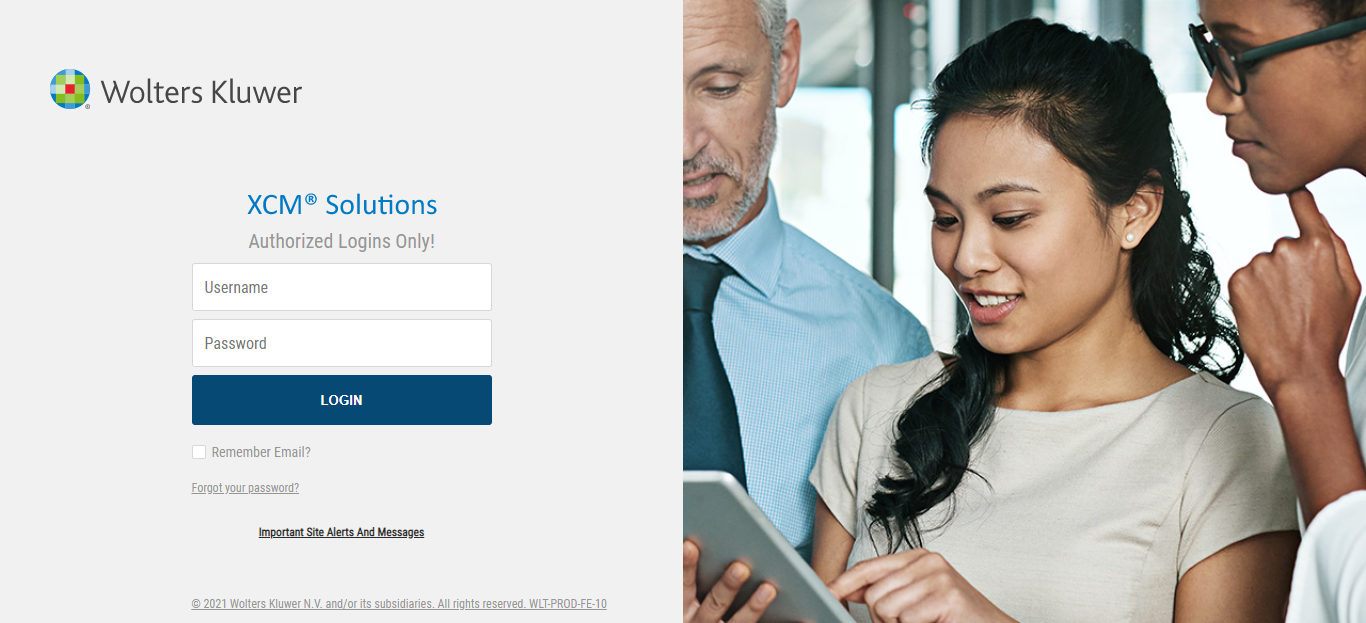 Wolters Kluwer
XCM® Solutions
Authorized Logins Only!
Username
Password
LOGIN
Remember Email?
Forgot your password?
Important Site Alerts And Messages
© 2021 Wolters Kluwer N.V. and/or its subsidiaries. All rights reserved. WLT-PROD-FE-10